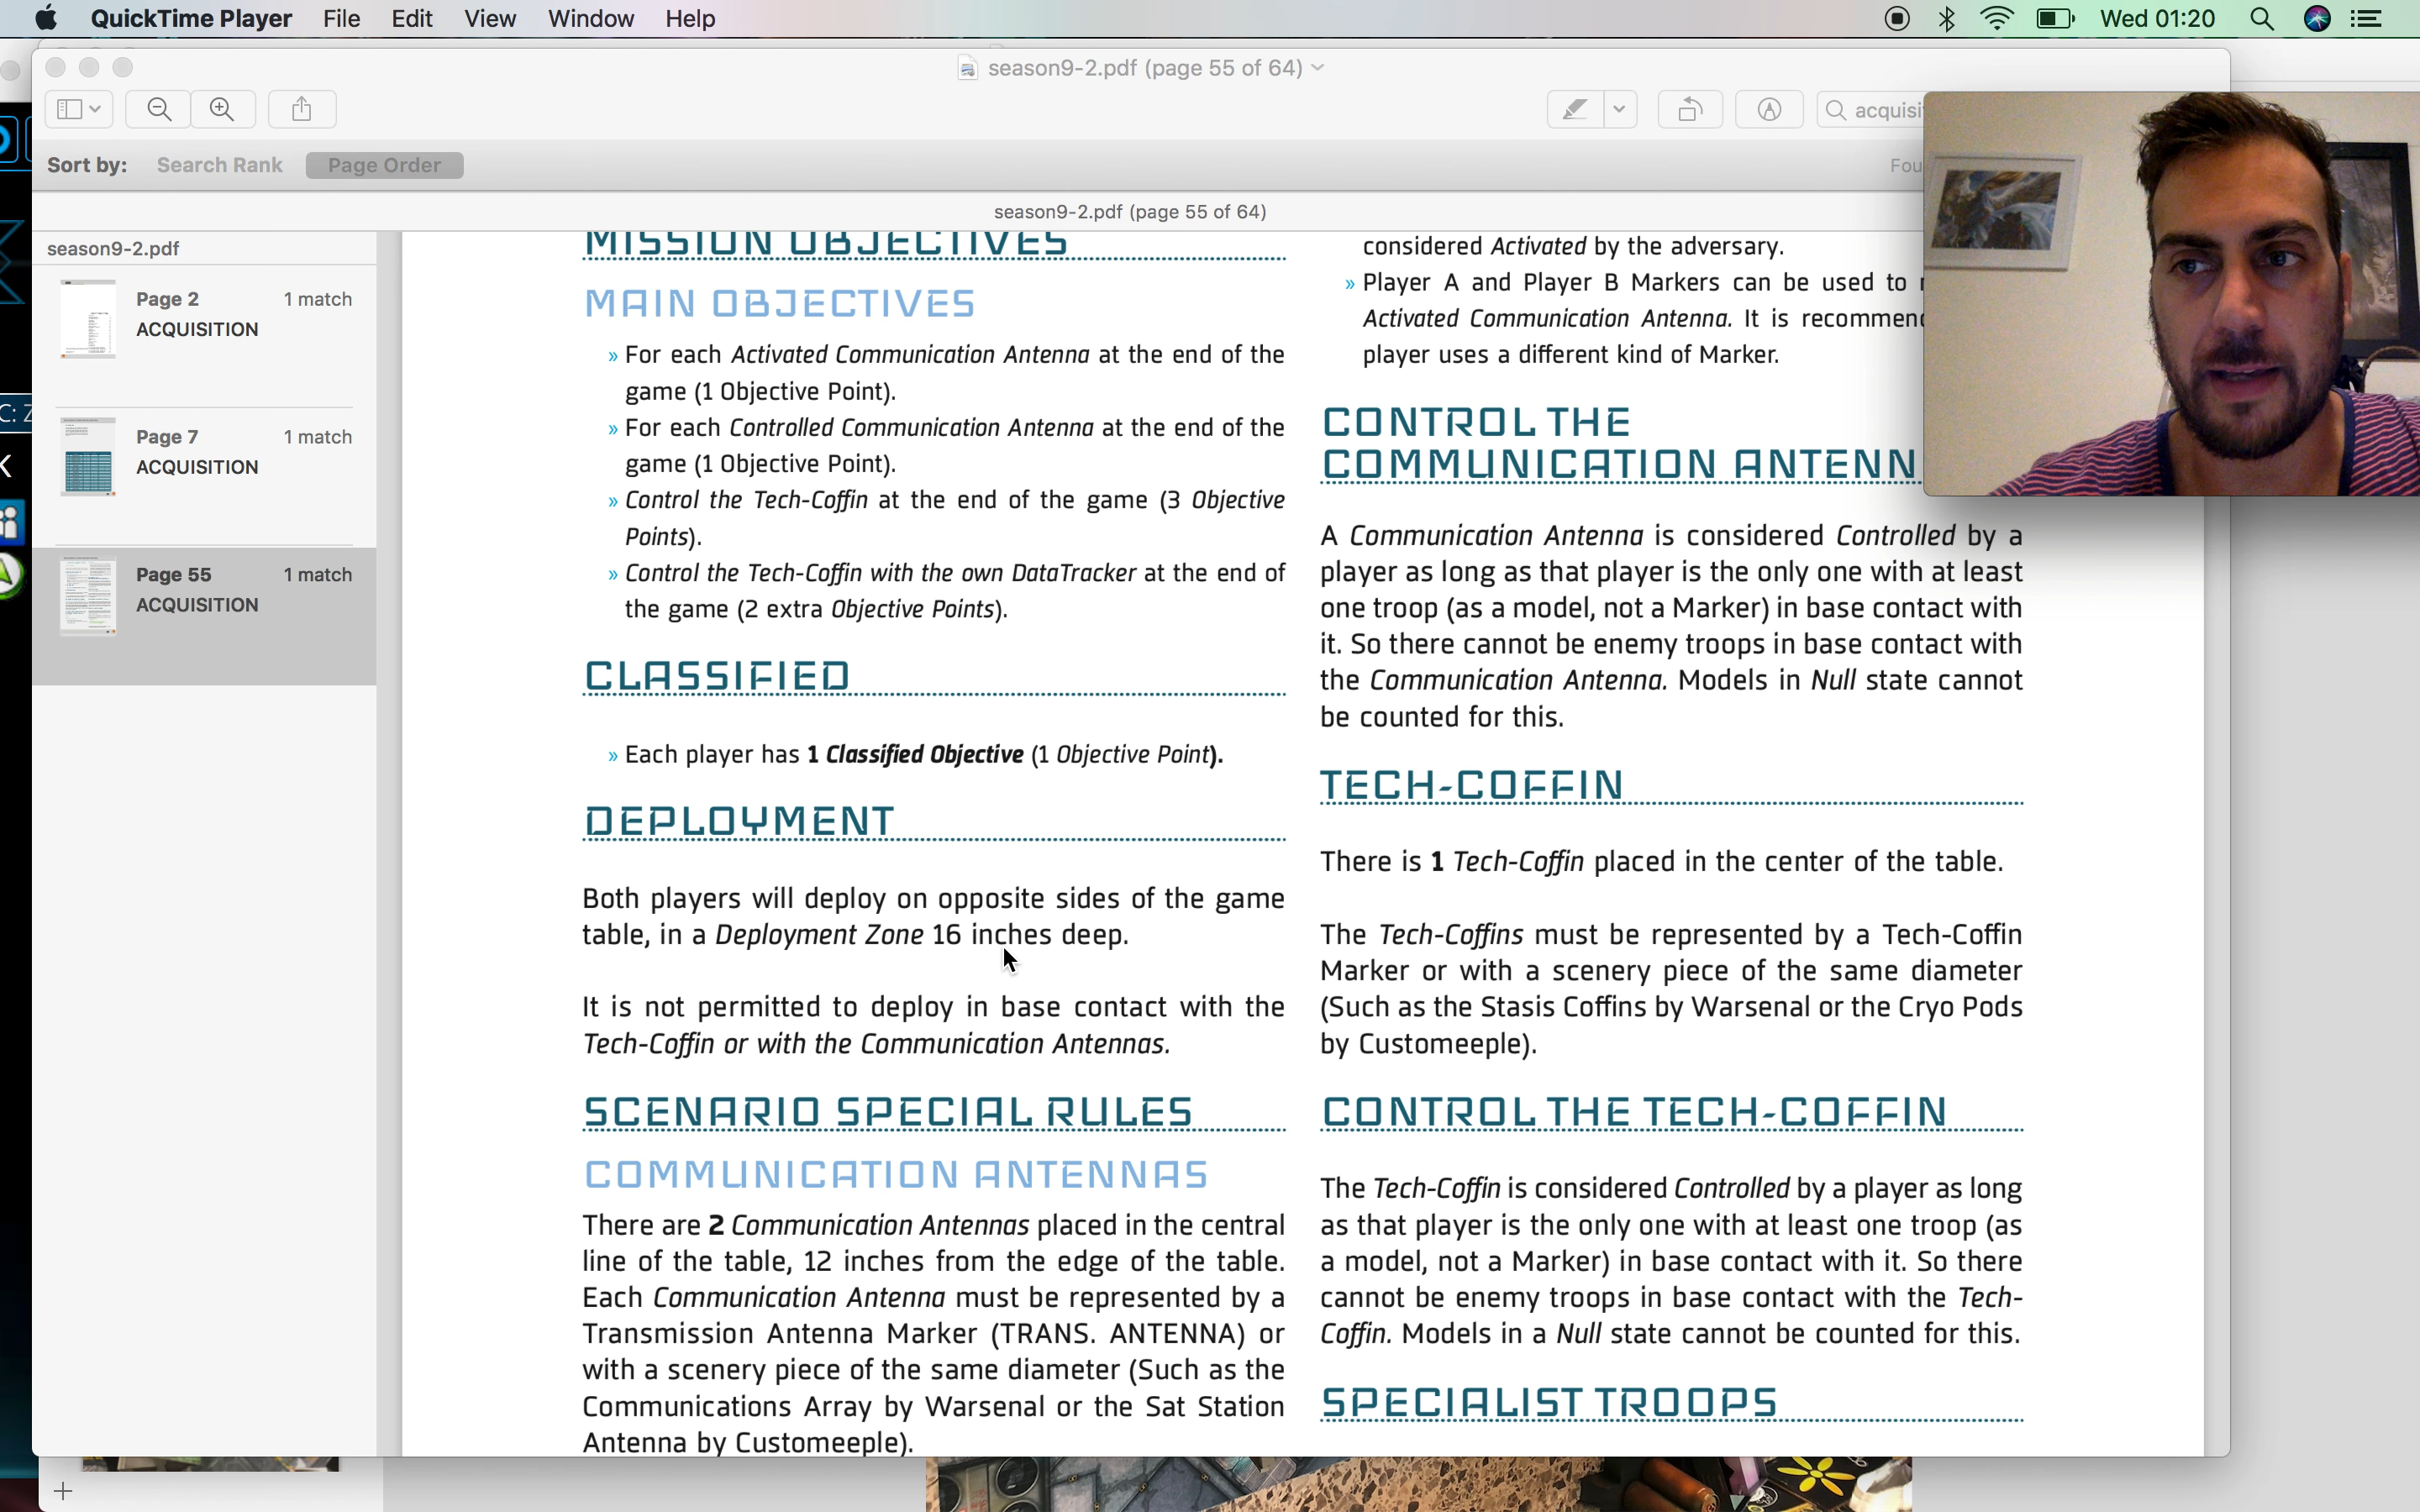 QuickTime Player File Edit View Window Help Wed 01:20
season9-2.pdf (page 55 of 64)
acquisi
Sort by: Search Rank Page Order Fou
season9-2.pdf (page 55 of 64)
season9-2.pdf
Page 2 1 match
ACQUISITION
Page 7 1 match
ACQUISITION
Page 55 1 match
ACQUISITION
MISSION OBJECTIVES
MAIN OBJECTIVES
» For each Activated Communication Antenna at the end of the
game (1 Objective Point).
» For each Controlled Communication Antenna at the end of the
game (1 Objective Point).
» Control the Tech-Coffin at the end of the game (3 Objective
Points).
» Control the Tech-Coffin with the own DataTracker at the end of
the game (2 extra Objective Points).
CLASSIFIED
» Each player has 1 Classified Objective (1 Objective Point).
DEPLOYMENT
Both players will deploy on opposite sides of the game
table, in a Deployment Zone 16 inches deep.
It is not permitted to deploy in base contact with the
Tech-Coffin or with the Communication Antennas.
SCENARIO SPECIAL RULES
COMMUNICATION ANTENNAS
There are 2 Communication Antennas placed in the central
line of the table, 12 inches from the edge of the table.
Each Communication Antenna must be represented by a
Transmission Antenna Marker (TRANS. ANTENNA) or
with a scenery piece of the same diameter (Such as the
Communications Array by Warsenal or the Sat Station
Antenna by Customeeple).
considered Activated by the adversary.
» Player A and Player B Markers can be used to
Activated Communication Antenna. It is recommen
player uses a different kind of Marker.
CONTROL THE
COMMUNICATION ANTENN
A Communication Antenna is considered Controlled by a
player as long as that player is the only one with at least
one troop (as a model, not a Marker) in base contact with
it. So there cannot be enemy troops in base contact with
the Communication Antenna. Models in Null state cannot
be counted for this.
TECH-COFFIN
There is 1 Tech-Coffin placed in the center of the table.
The Tech-Coffins must be represented by a Tech-Coffin
Marker or with a scenery piece of the same diameter
(Such as the Stasis Coffins by Warsenal or the Cryo Pods
by Customeeple).
CONTROL THE TECH-COFFIN
The Tech-Coffin is considered Controlled by a player as long
as that player is the only one with at least one troop (as
a model, not a Marker) in base contact with it. So there
cannot be enemy troops in base contact with the Tech-
Coffin. Models in a Null state cannot be counted for this.
SPECIALIST TROOPS